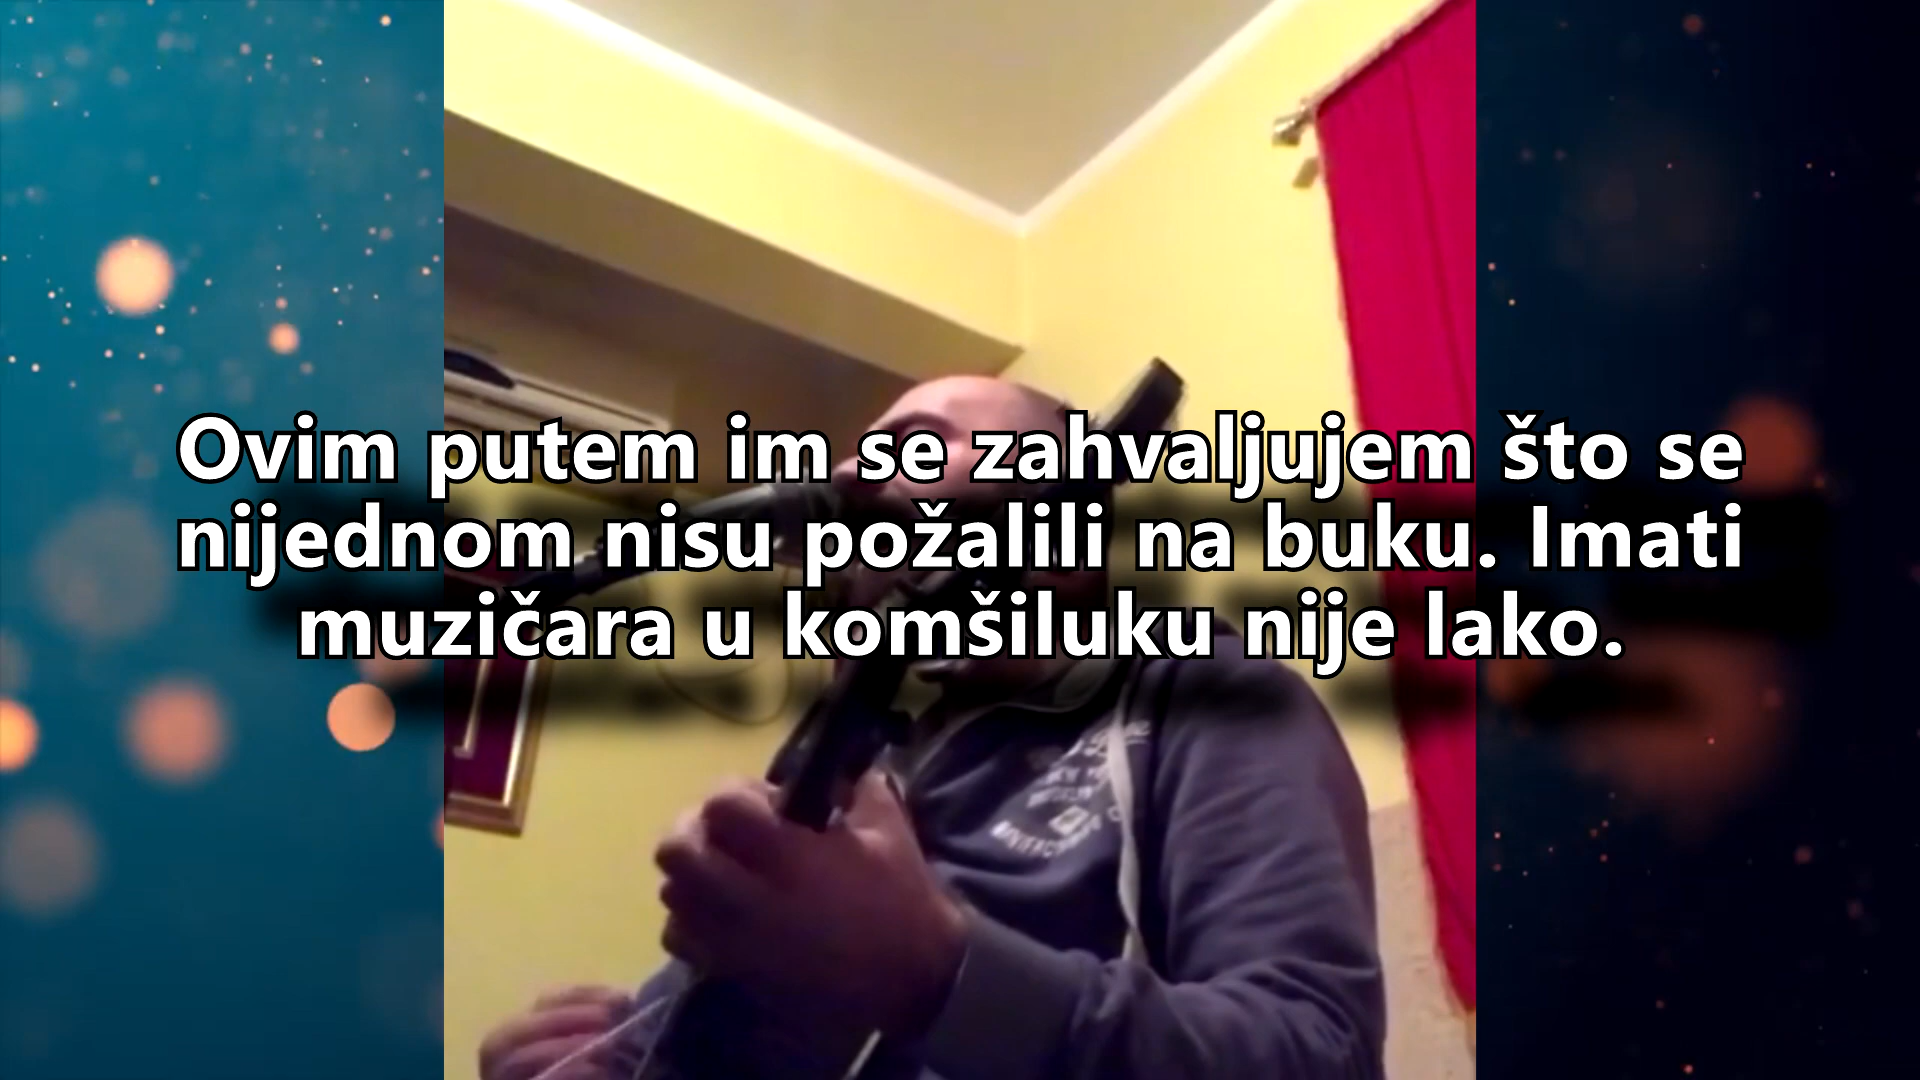 Ovim putem im se zahvaljujem što se
nijednom nisu požalili na buku. Imati
muzičara u komšiluku nije lako.